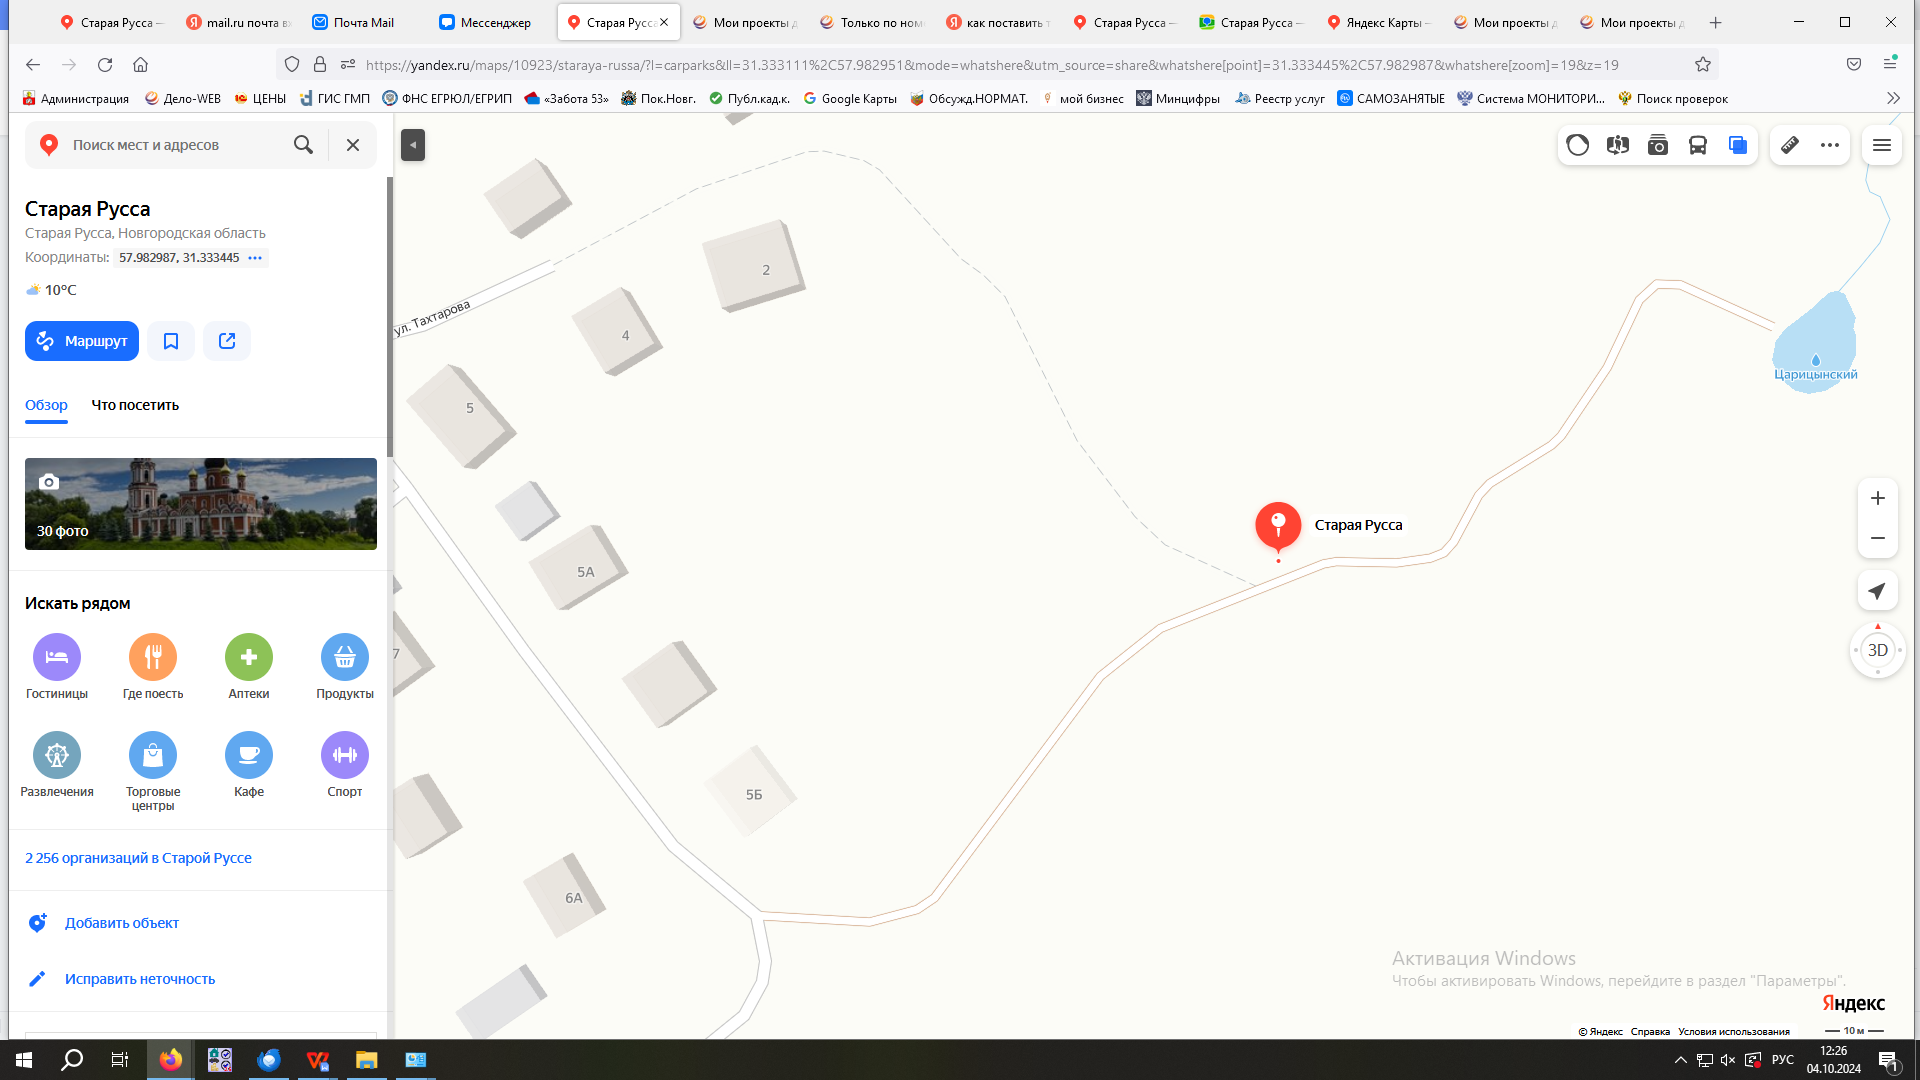 Старая Русса —
mail.ru почта в
Почта Mail
Мессенджер
Старая Русса
Мои проекты д
Только по ном
как поставить т
Старая Русса —
Старая Русса —
Яндекс Карты —
Мои проекты д
Мои проекты д
https://yandex.ru/maps/10923/staraya-russa/?l=carparks&ll=31.333111%2C57.982951&mode=whatshere&utm_source=share&whatshere[point]=31.333445%2C57.982987&whatshere[zoom]=19&z=19
Администрация
Дело-WEB
ЦЕНЫ
ГИС ГМП
ФНС ЕГРЮЛ/ЕГРИП
«Забота 53»
Пок.Новг.
Публ.кад.к.
Google Карты
Обсужд.НОРМАТ.
мой бизнес
Минцифры
Реестр услуг
САМОЗАНЯТЫЕ
Система МОНИТОРИ...
Поиск проверок
Поиск мест и адресов
Старая Русса
Старая Русса, Новгородская область
Координаты: 57.982987, 31.333445 •••
10°C
Маршрут
Обзор
Что посетить
30 фото
Искать рядом
Гостиницы
Где поесть
Аптеки
Продукты
Развлечения
Торговые
центры
Кафе
Спорт
2 256 организаций в Старой Руссе
Добавить объект
Исправить неточность
2
ул. Тахтарова
4
5
5А
7
5Б
6А
Старая Русса
Царицынский
3D
Активация Windows
Чтобы активировать Windows, перейдите в раздел "Параметры".
Яндекс
© Яндекс Справка Условия использования
10 м
РУС
12:26
04.10.2024
1